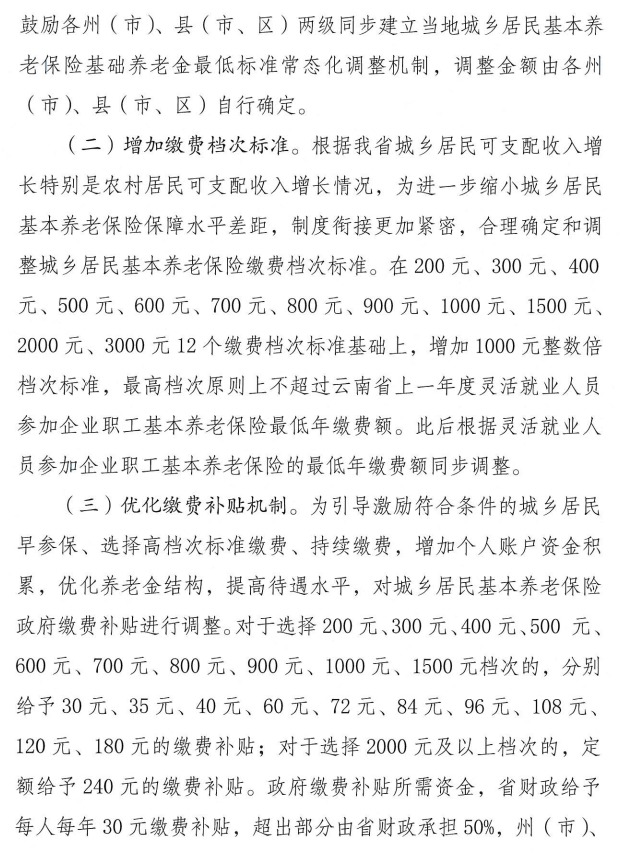 鼓励各州（市）、县（市、区）两级同步建立当地城乡居民基本养
老保险基础养老金最低标准常态化调整机制，调整金额由各州
（市）、县（市、区）自行确定。
（二）增加缴费档次标准。根据我省城乡居民可支配收入增
长特别是农村居民可支配收入增长情况，为进一步缩小城乡居民
基本养老保险保障水平差距，制度衔接更加紧密，合理确定和调
整城乡居民基本养老保险缴费档次标准。在 200 元、300 元、400
元、500 元、600 元、700 元、800 元、900 元、1000 元、1500 元、
2000 元、3000 元 12 个缴费档次标准基础上，增加 1000 元整数倍
档次标准，最高档次原则上不超过云南省上一年度灵活就业人员
参加企业职工基本养老保险最低年缴费额。此后根据灵活就业人
员参加企业职工基本养老保险的最低年缴费额同步调整。
（三）优化缴费补贴机制。为引导激励符合条件的城乡居民
早参保、选择高档次标准缴费、持续缴费，增加个人账户资金积
累，优化养老金结构，提高待遇水平，对城乡居民基本养老保险
政府缴费补贴进行调整。对于选择 200 元、300 元、400 元、500 元、
600 元、700 元、800 元、900 元、1000 元、1500 元档次的，分别
给予 30 元、35 元、40 元、60 元、72 元、84 元、96 元、108 元、
120 元、180 元的缴费补贴；对于选择 2000 元及以上档次的，定
额给予 240 元的缴费补贴。政府缴费补贴所需资金，省财政给予
每人每年 30 元缴费补贴，超出部分由省财政承担 50%，州（市）、